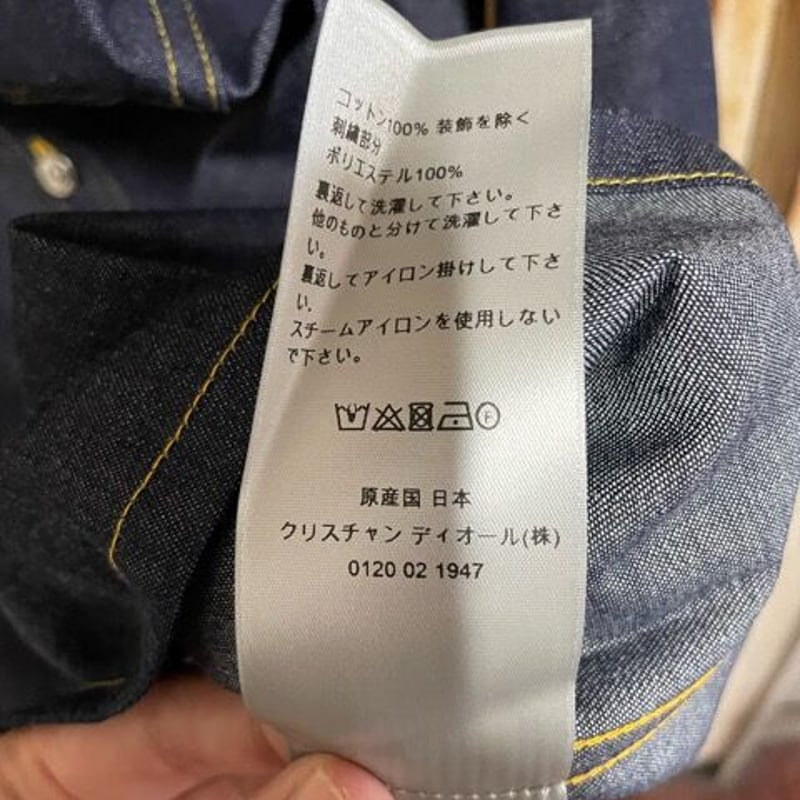 コットン100% 装飾を除く
刺繍部分
ポリエステル100%
裏返して洗濯して下さい。
他のものと分けて洗濯して下さ
い。
裏返してアイロン掛けして下さ
い。
スチームアイロンを使用しない
で下さい。
F
原産国 日本
クリスチャン ディオール(株)
0120 02 1947